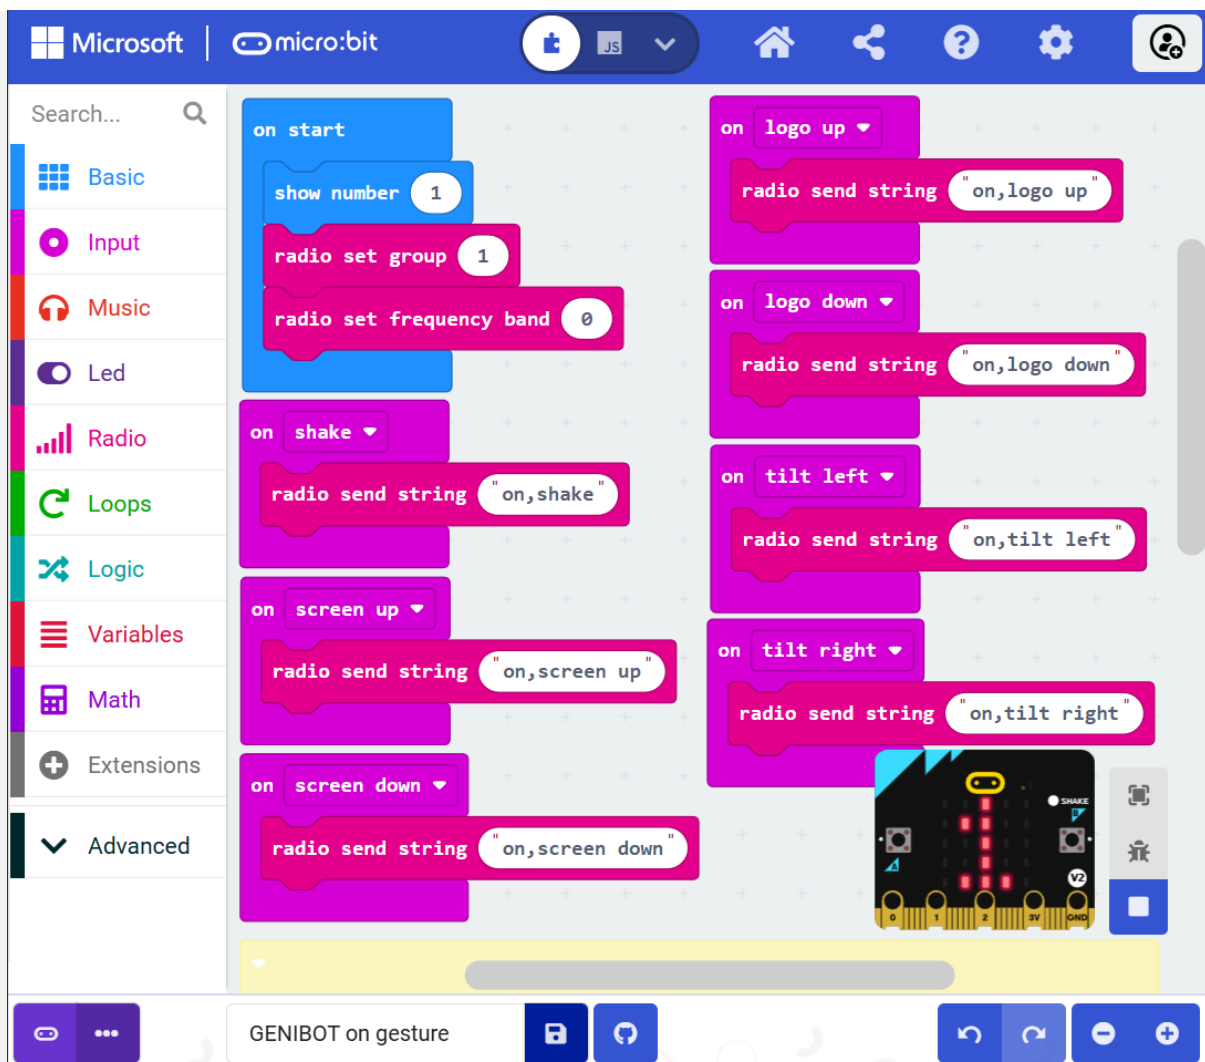 Microsoft | micro:bit
JS
Search...
Basic
Input
Music
Led
Radio
Loops
Logic
Variables
Math
Extensions
Advanced
on start
show number 1
radio set group 1
radio set frequency band 0
on shake
radio send string "on,shake"
on screen up
radio send string "on,screen up"
on screen down
radio send string "on,screen down"
on logo up
radio send string "on,logo up"
on logo down
radio send string "on,logo down"
on tilt left
radio send string "on,tilt left"
on tilt right
radio send string "on,tilt right"
SHAKE
B
A
V2
0 1 2 3V GND
GENIBOT on gesture